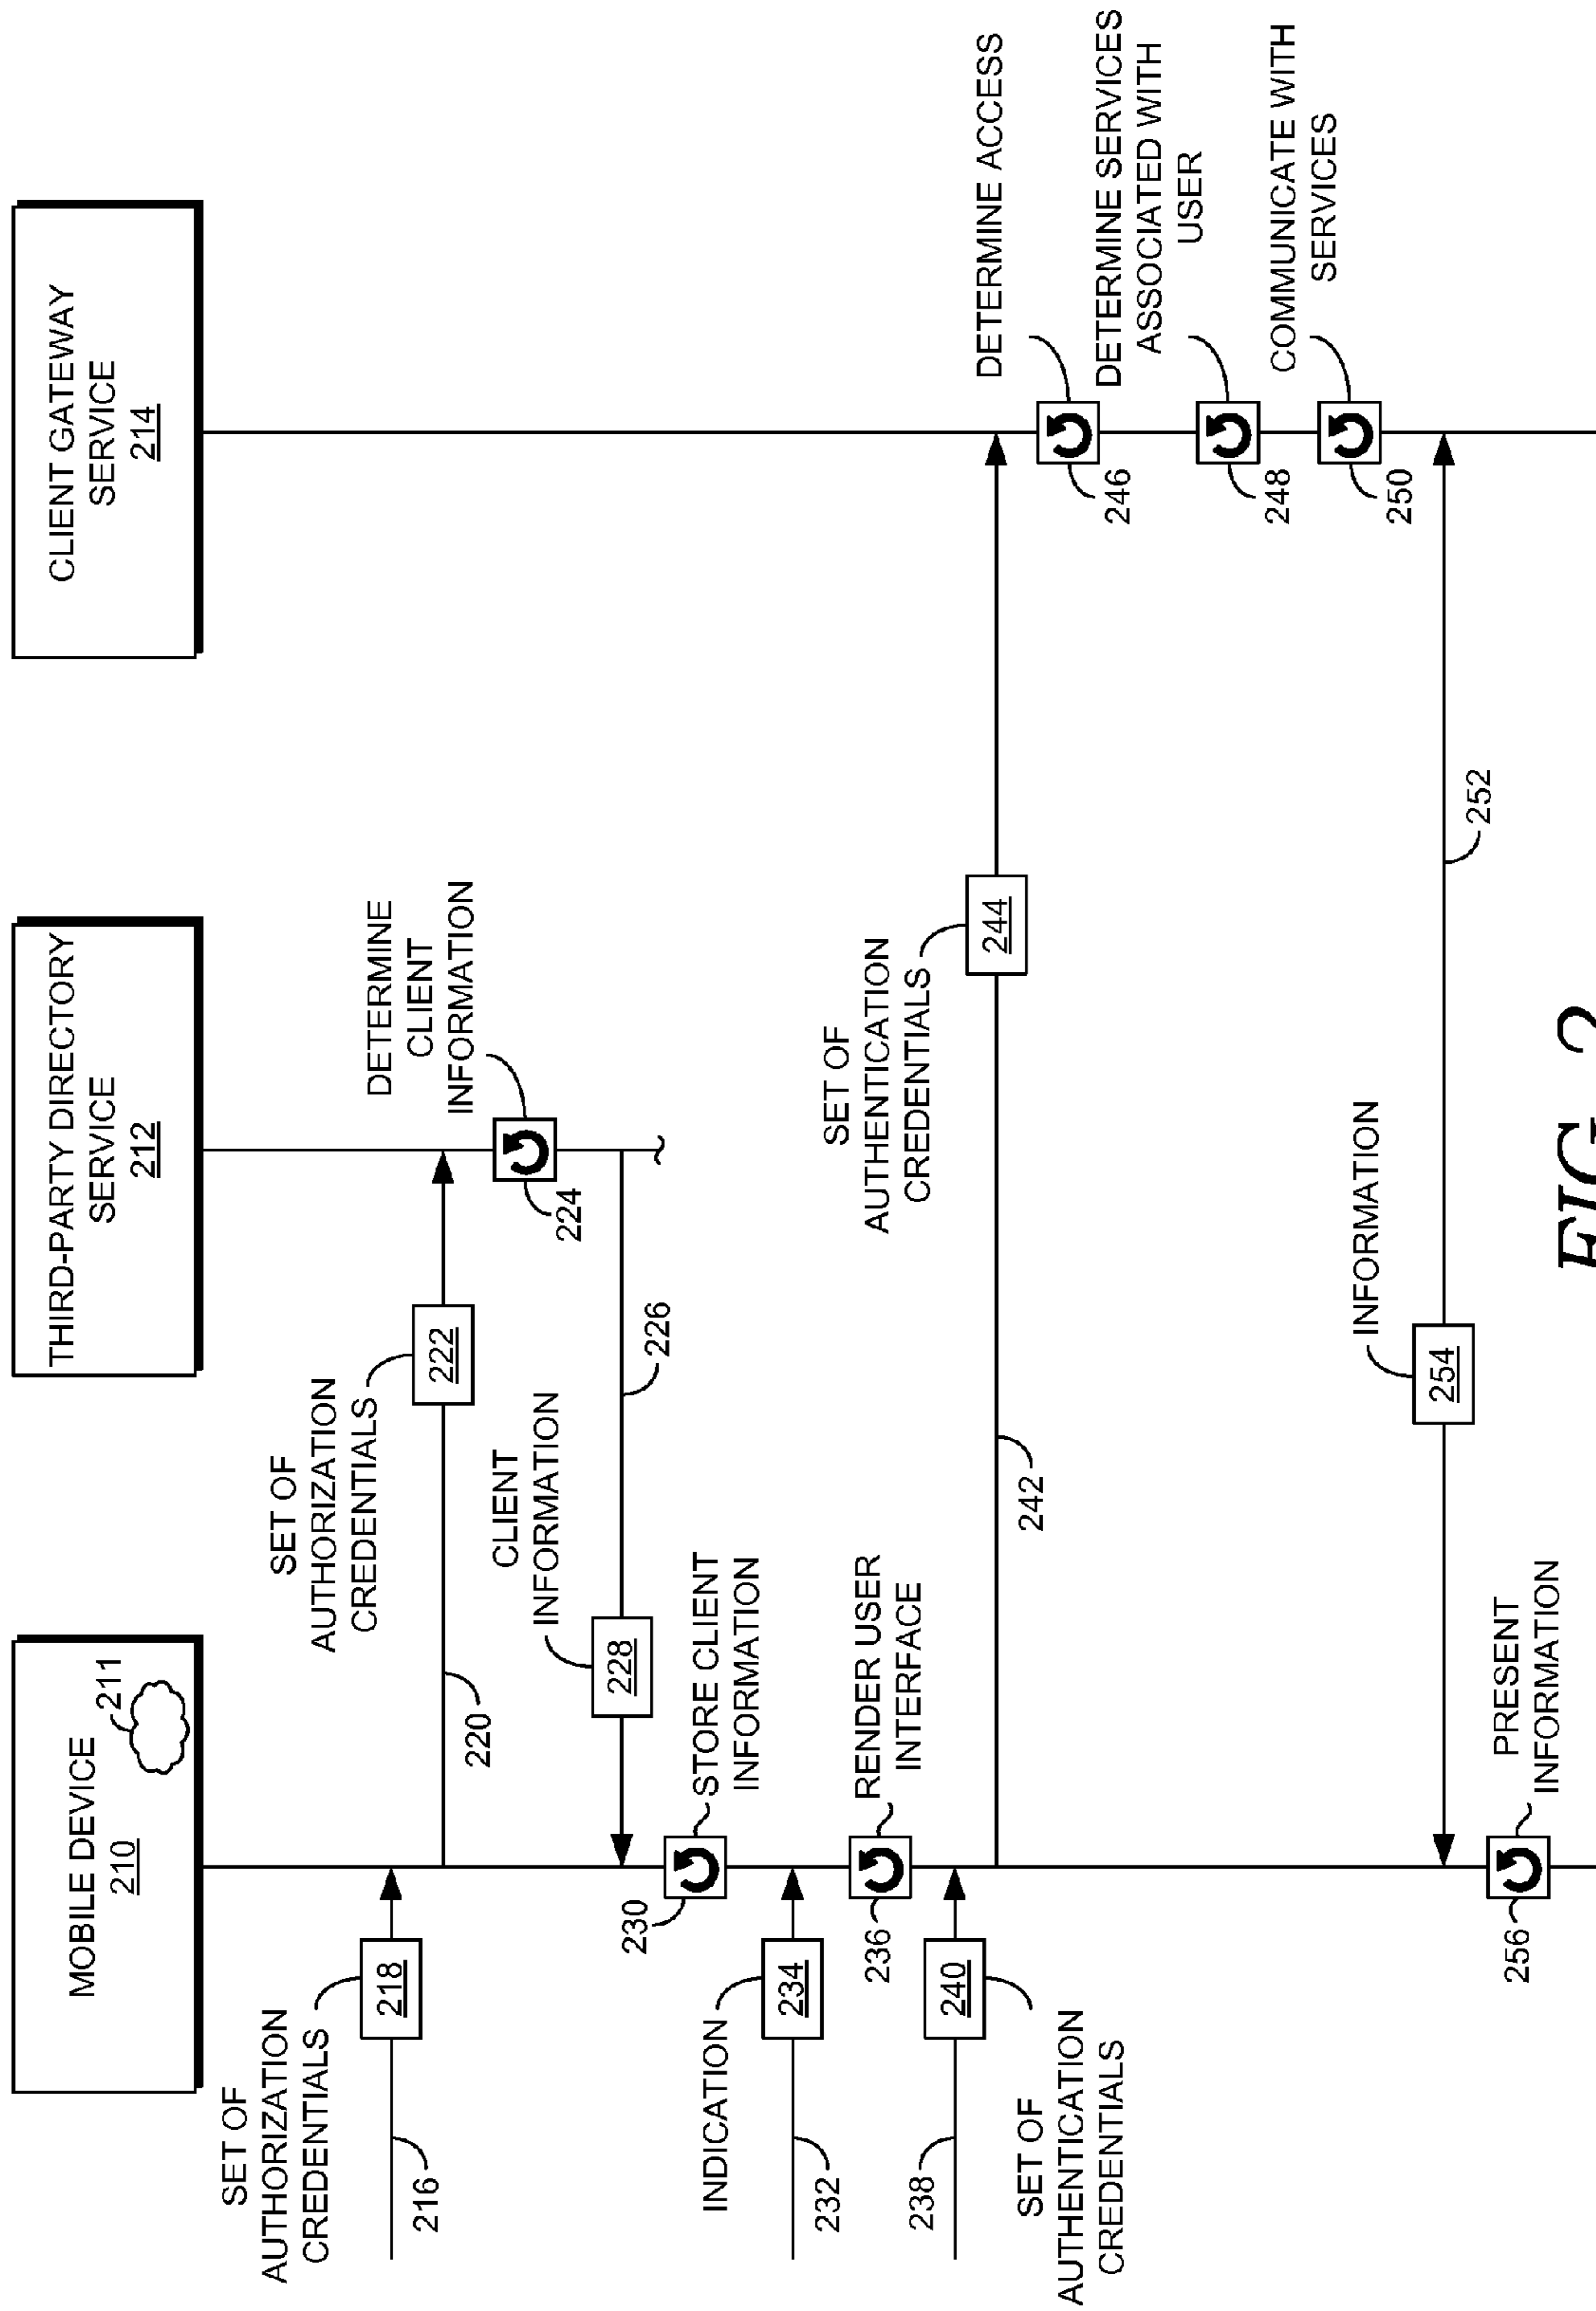 MOBILE DEVICE
210
211
THIRD-PARTY DIRECTORY
SERVICE
212
CLIENT GATEWAY
SERVICE
214
SET OF
AUTHORIZATION
CREDENTIALS
218
216
SET OF
AUTHORIZATION
CREDENTIALS
222
220
DETERMINE
CLIENT
INFORMATION
224
CLIENT
INFORMATION
228
226
STORE CLIENT
INFORMATION
230
INDICATION
234
232
RENDER USER
INTERFACE
236
240
238
SET OF
AUTHENTICATION
CREDENTIALS
SET OF
AUTHENTICATION
CREDENTIALS
244
242
DETERMINE ACCESS
246
DETERMINE SERVICES
ASSOCIATED WITH
USER
248
COMMUNICATE WITH
SERVICES
250
INFORMATION
254
252
PRESENT
INFORMATION
256
FIG. 2